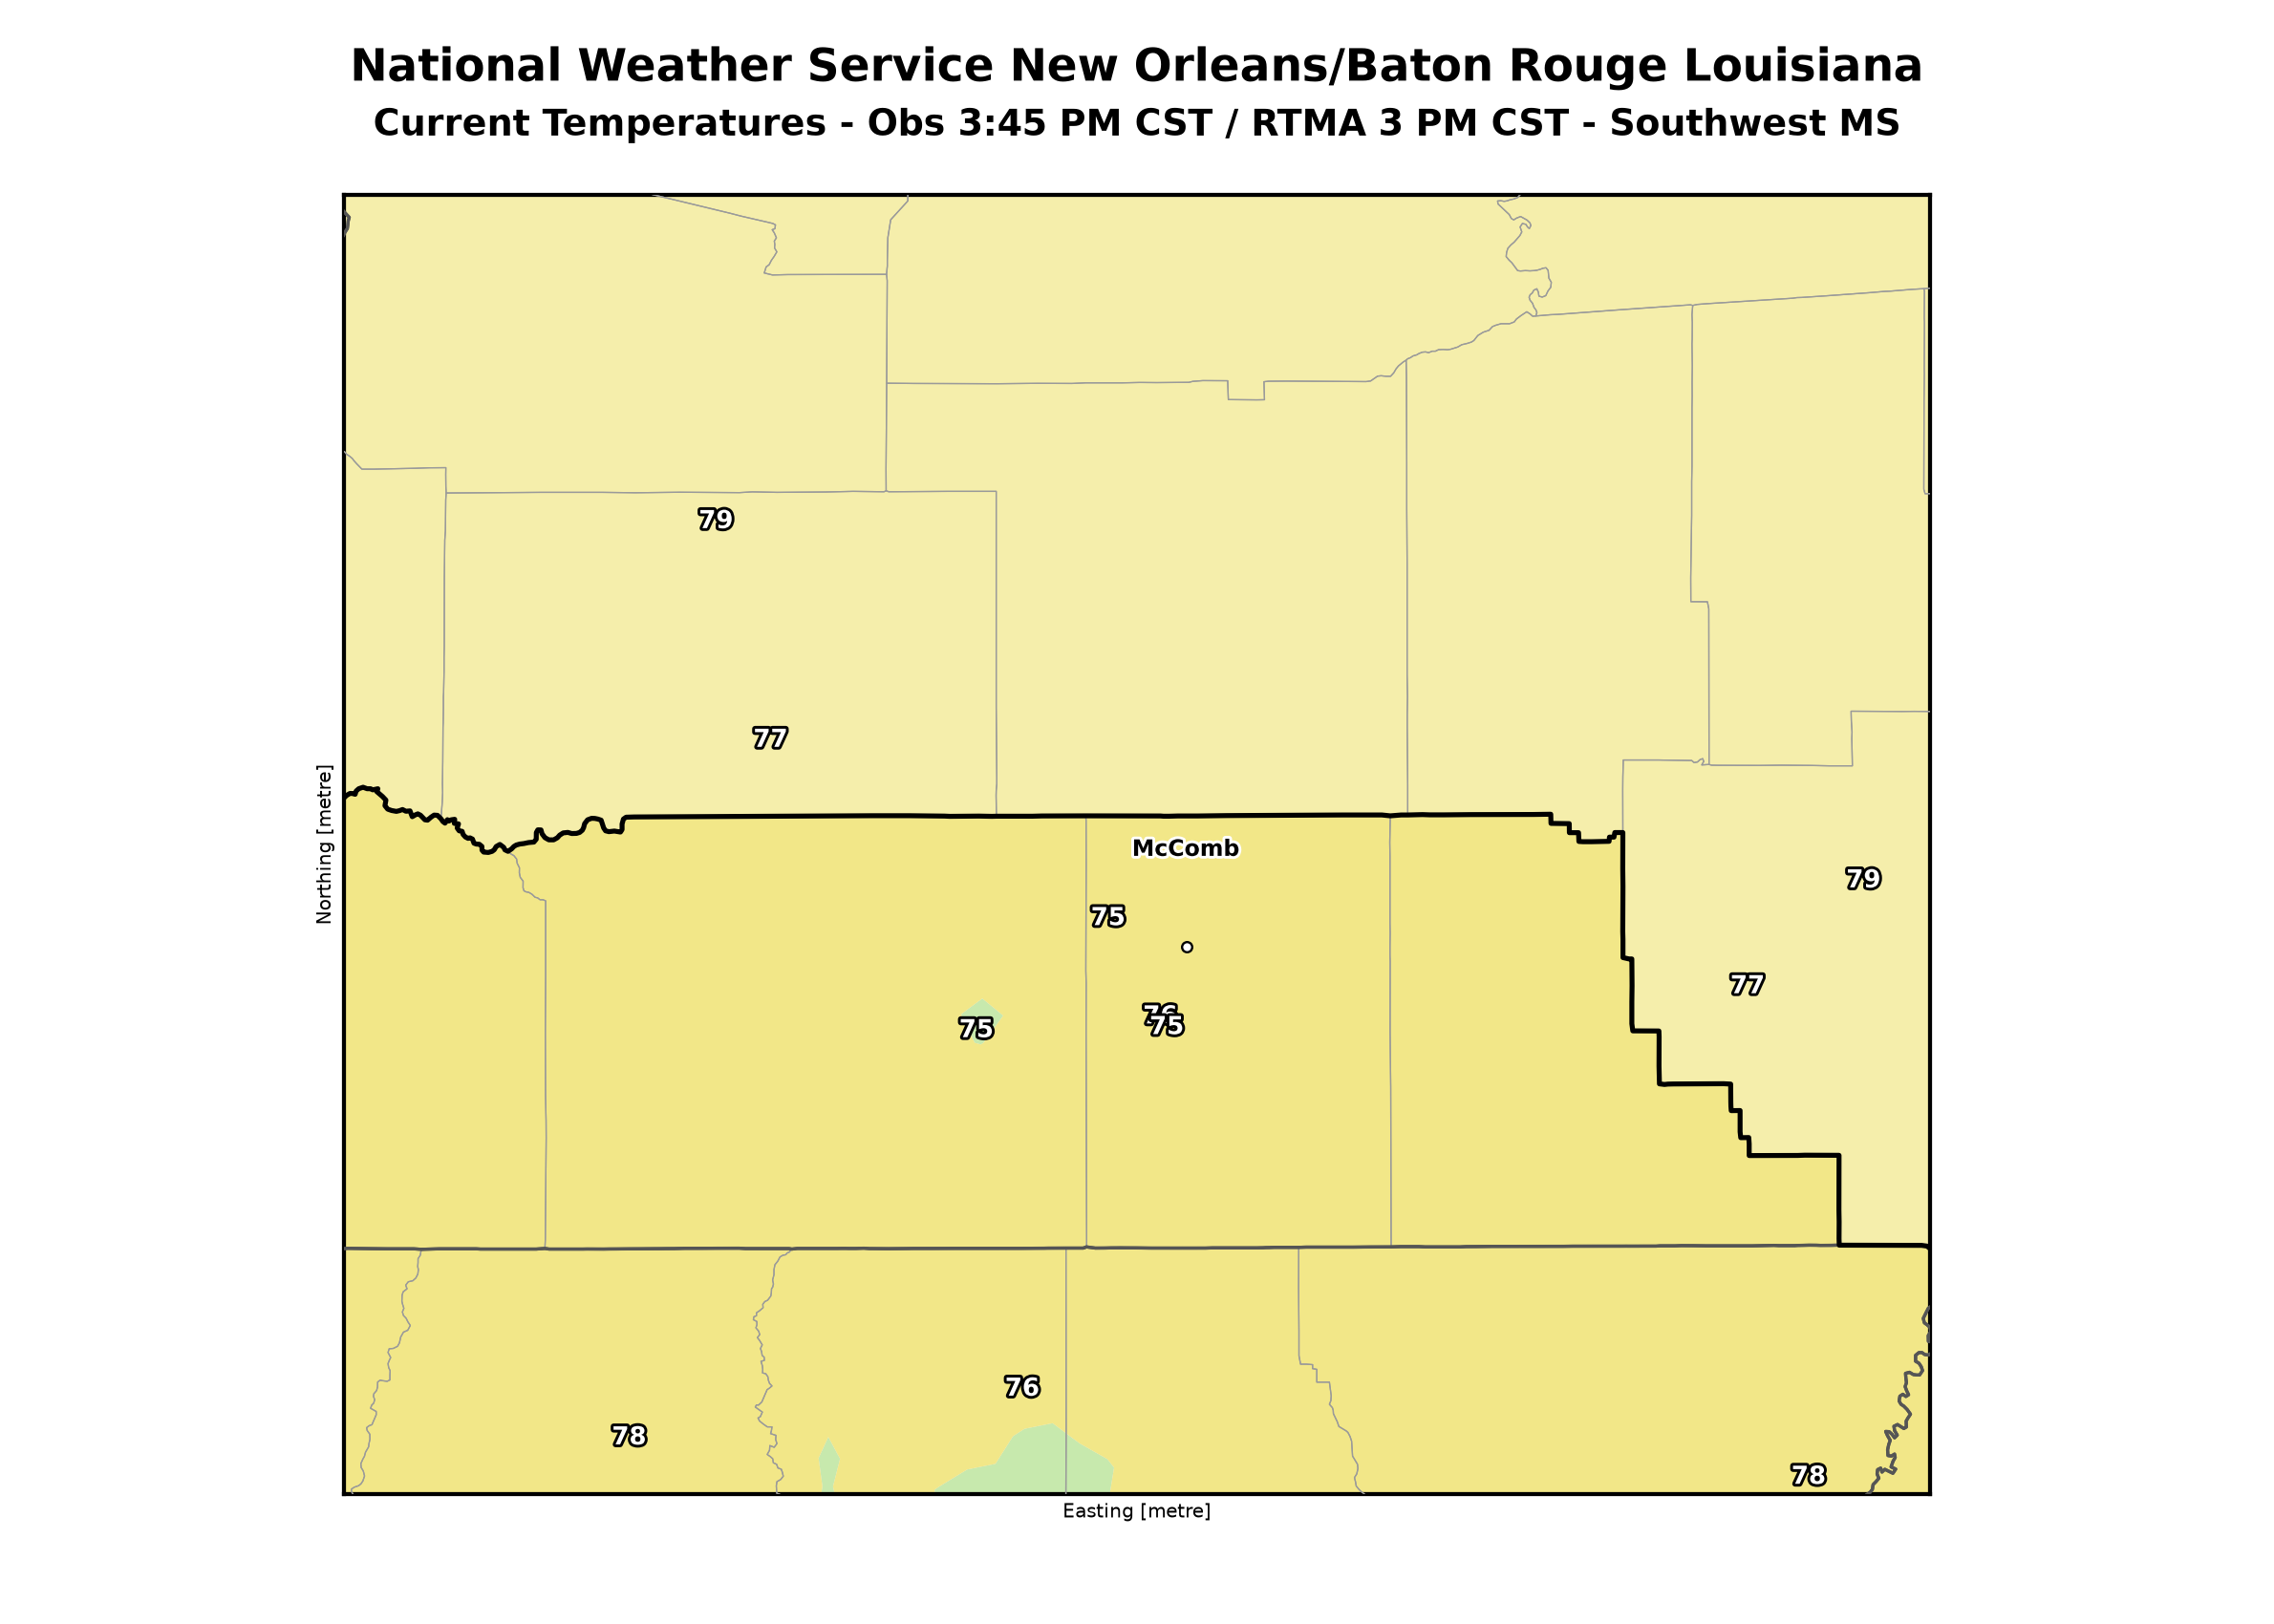 National Weather Service New Orleans/Baton Rouge Louisiana
Current Temperatures - Obs 3:45 PM CST / RTMA 3 PM CST - Southwest MS
79
77
McComb
79
75
77
76
75
75
76
78
78
Northing [metre]
Easting [metre]